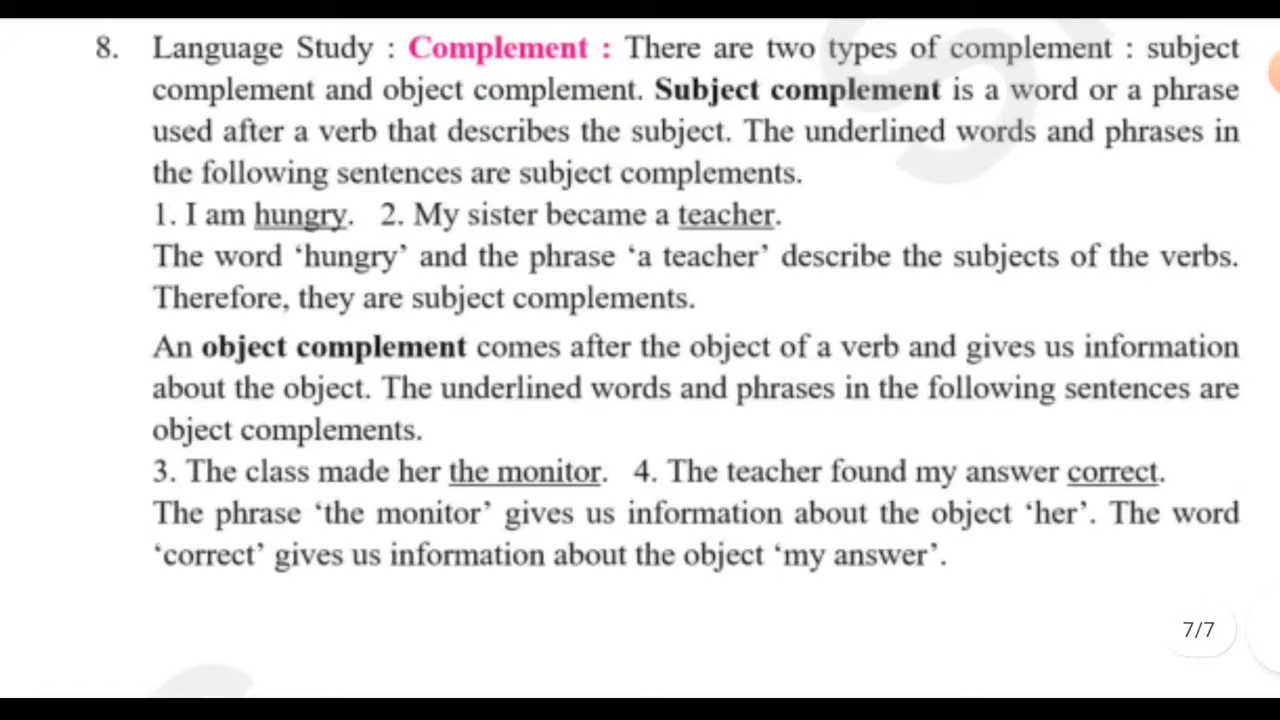 8. Language Study : Complement : There are two types of complement : subject
complement and object complement. Subject complement is a word or a phrase
used after a verb that describes the subject. The underlined words and phrases in
the following sentences are subject complements.
1. I am hungry. 2. My sister became a teacher.
The word ‘hungry’ and the phrase ‘a teacher’ describe the subjects of the verbs.
Therefore, they are subject complements.
An object complement comes after the object of a verb and gives us information
about the object. The underlined words and phrases in the following sentences are
object complements.
3. The class made her the monitor. 4. The teacher found my answer correct.
The phrase ‘the monitor’ gives us information about the object ‘her’. The word
‘correct’ gives us information about the object ‘my answer’.
7/7